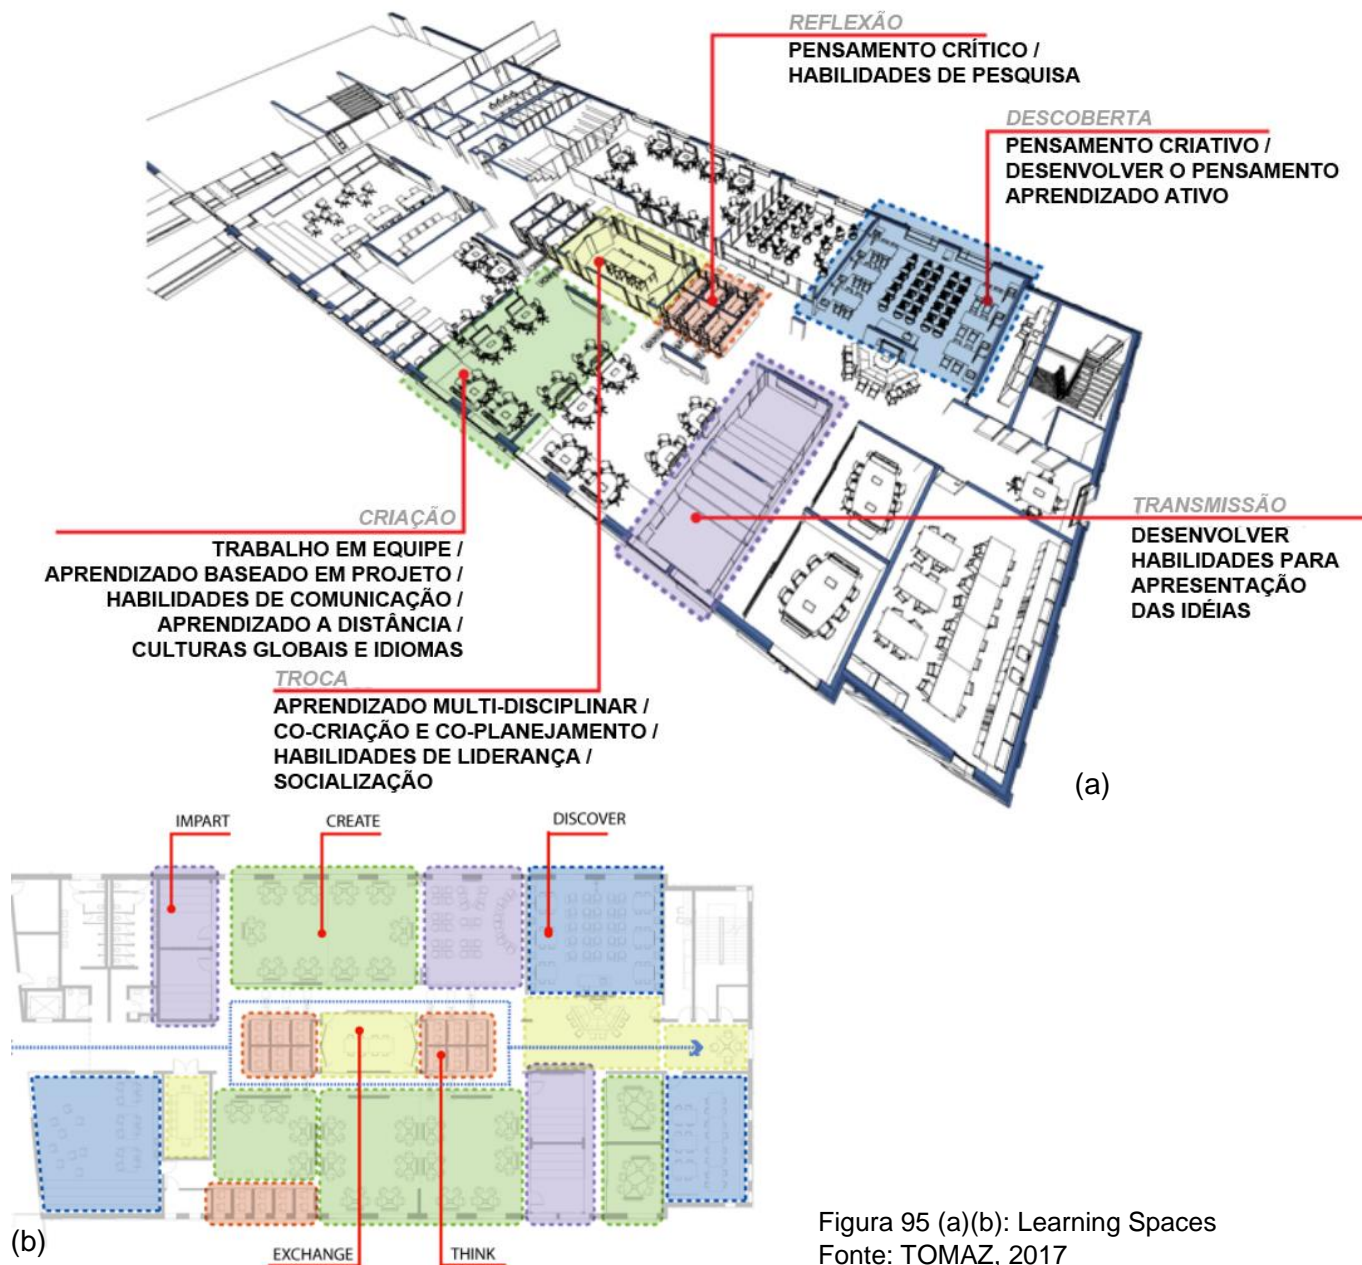 REFLEXÃO
PENSAMENTO CRÍTICO /
HABILIDADES DE PESQUISA
DESCOBERTA
PENSAMENTO CRIATIVO /
DESENVOLVER O PENSAMENTO
APRENDIZADO ATIVO
CRIAÇÃO
TRABALHO EM EQUIPE /
APRENDIZADO BASEADO EM PROJETO /
HABILIDADES DE COMUNICAÇÃO /
APRENDIZADO A DISTÂNCIA /
CULTURAS GLOBAIS E IDIOMAS
TRANSMISSÃO
DESENVOLVER
HABILIDADES PARA
APRESENTAÇÃO
DAS IDÉIAS
TROCA
APRENDIZADO MULTI-DISCIPLINAR /
CO-CRIAÇÃO E CO-PLANEJAMENTO /
HABILIDADES DE LIDERANÇA /
SOCIALIZAÇÃO
(a)
IMPART
CREATE
DISCOVER
EXCHANGE
THINK
(b)
Figura 95 (a)(b): Learning Spaces
Fonte: TOMAZ, 2017